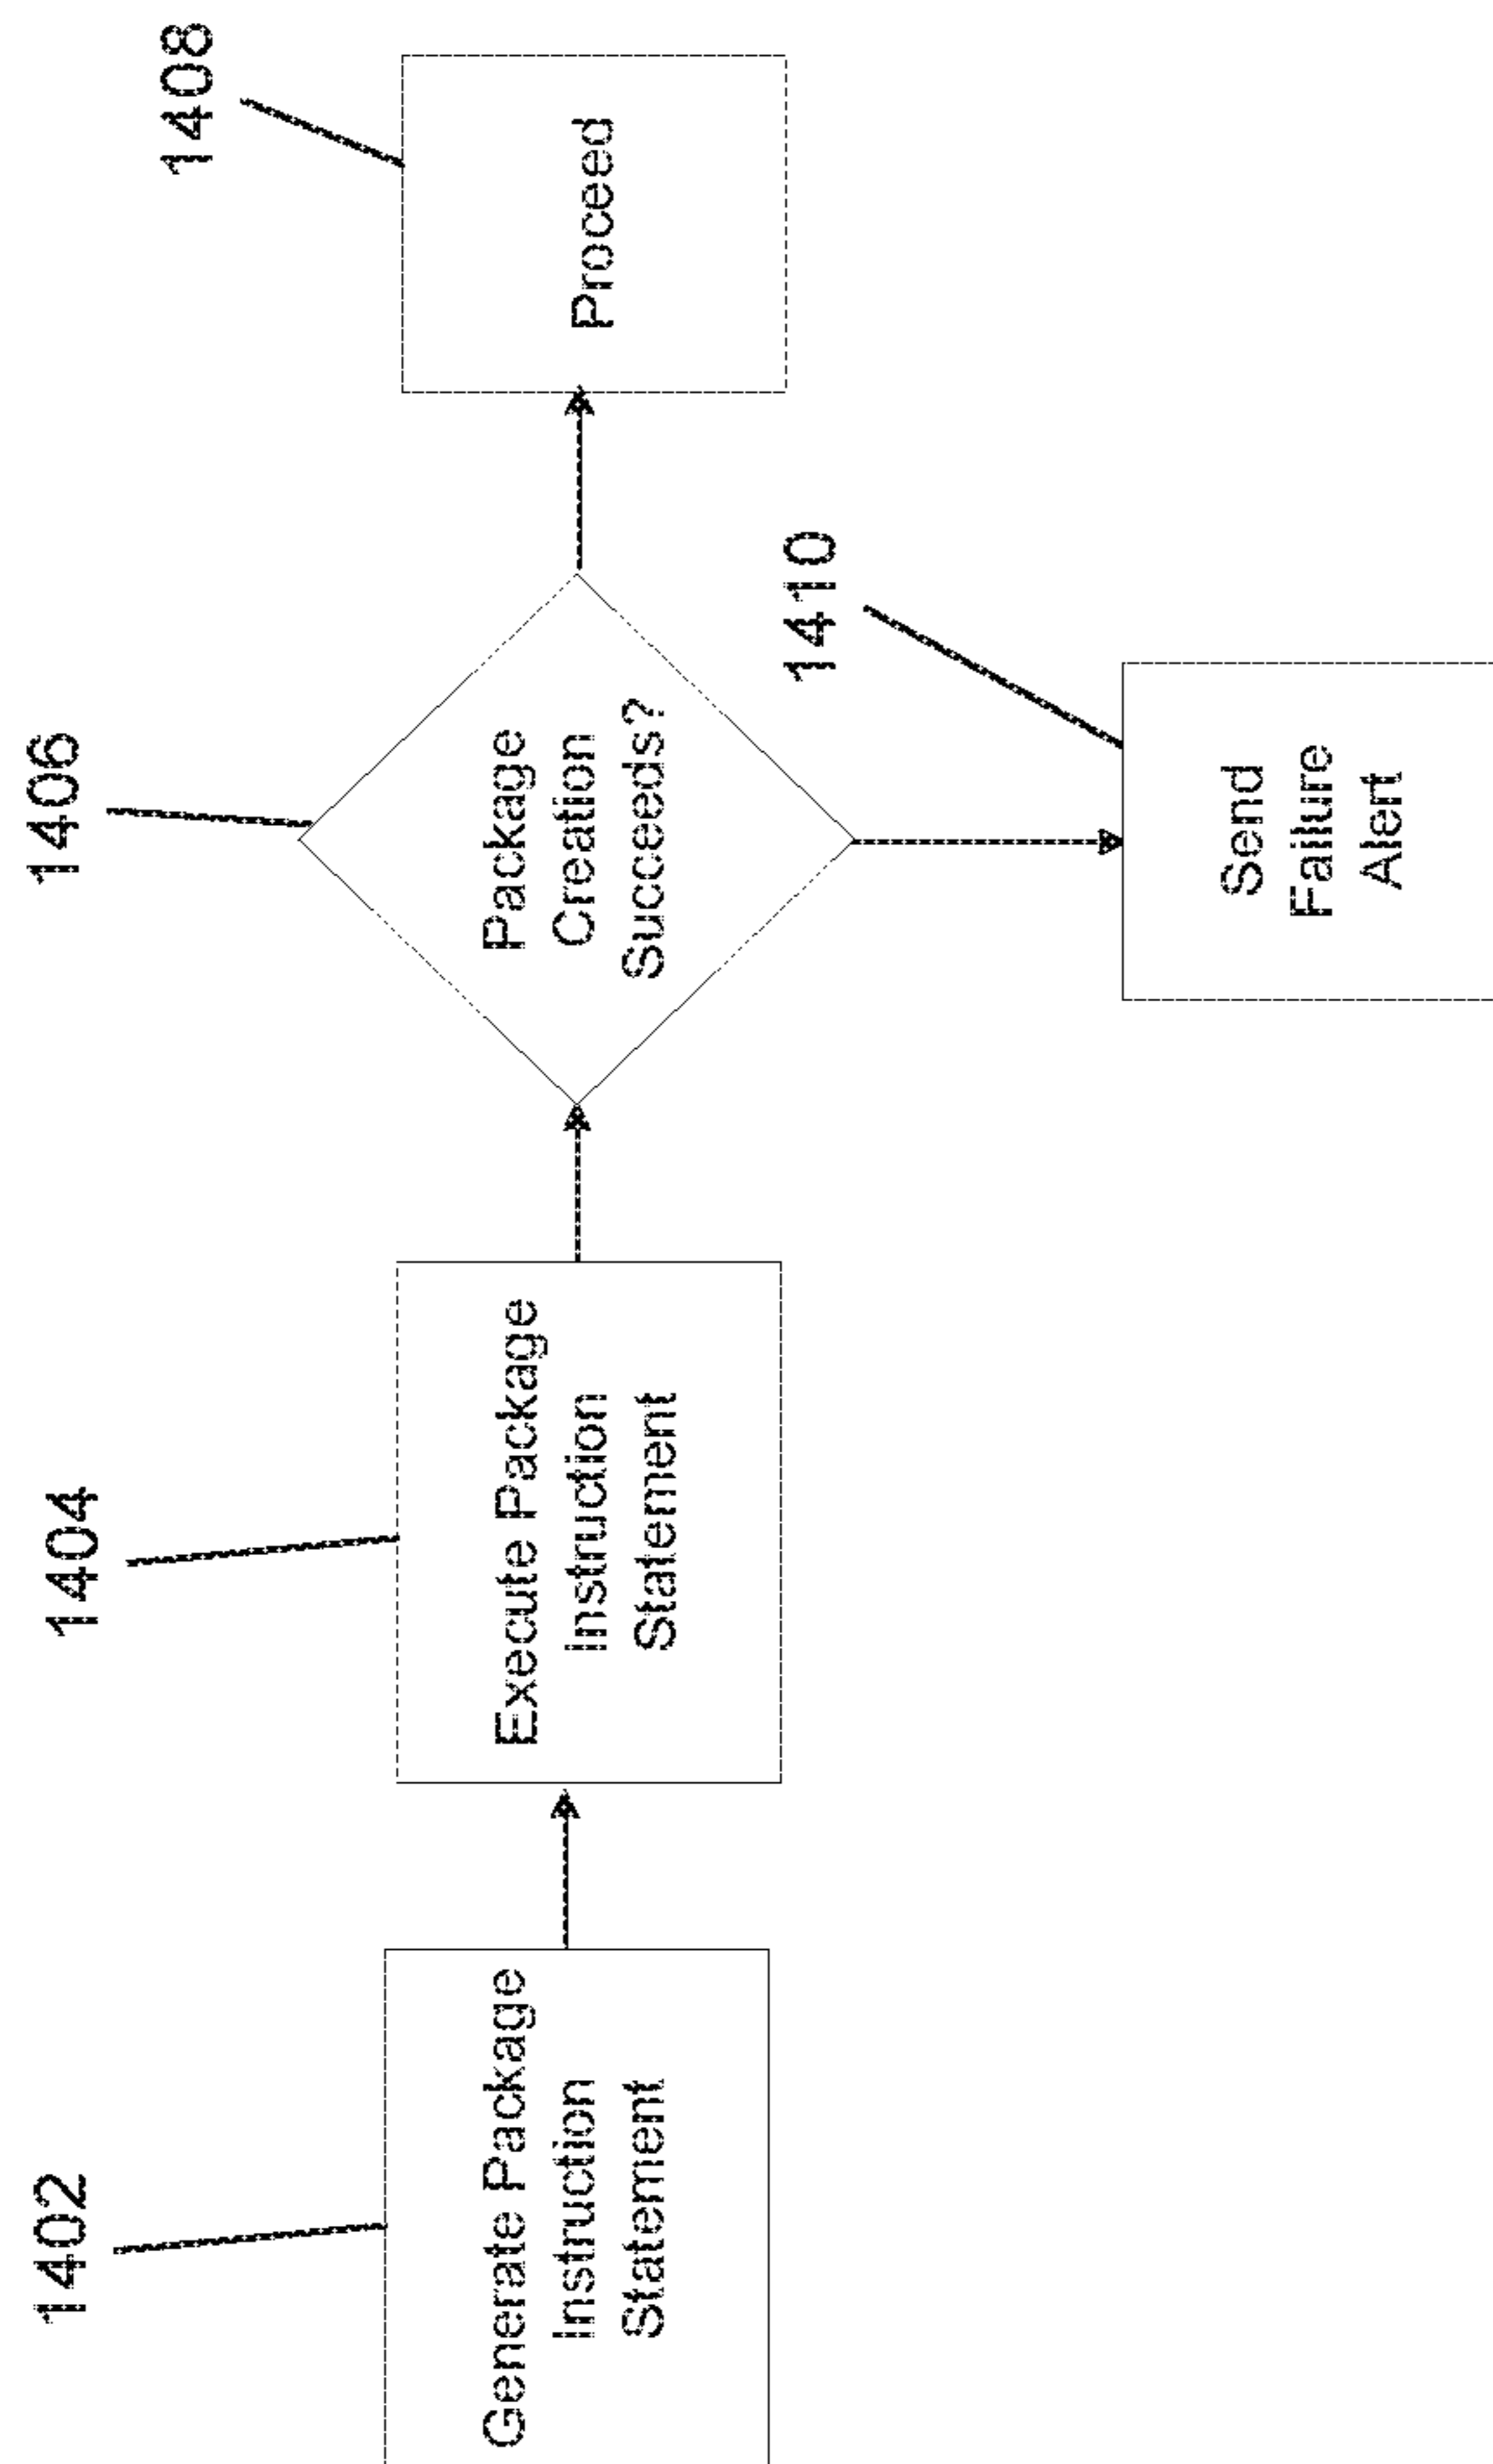 1402
Generate Package
Instruction
Statement
1404
Execute Package
Instruction
Statement
1406
Package
Creation
Succeeds?
1408
Proceed
1410
Send
Failure
Alert